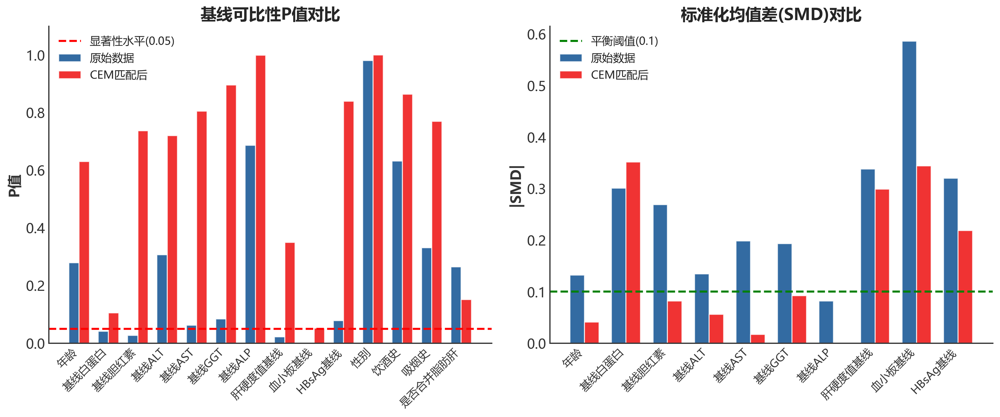 基线可比性P值对比
显著性水平(0.05)
原始数据
CEM匹配后
P值
1.0
0.8
0.6
0.4
0.2
0.0
年龄
基线白蛋白
基线胆红素
基线ALT
基线AST
基线GGT
基线ALP
肝硬度值基线
血小板基线
HBsAg基线
性别
饮酒史
吸烟史
是否合并脂肪肝
标准化均值差(SMD)对比
平衡阈值(0.1)
原始数据
CEM匹配后
|SMD|
0.6
0.5
0.4
0.3
0.2
0.1
0.0
年龄
基线白蛋白
基线胆红素
基线ALT
基线AST
基线GGT
基线ALP
肝硬度值基线
血小板基线
HBsAg基线